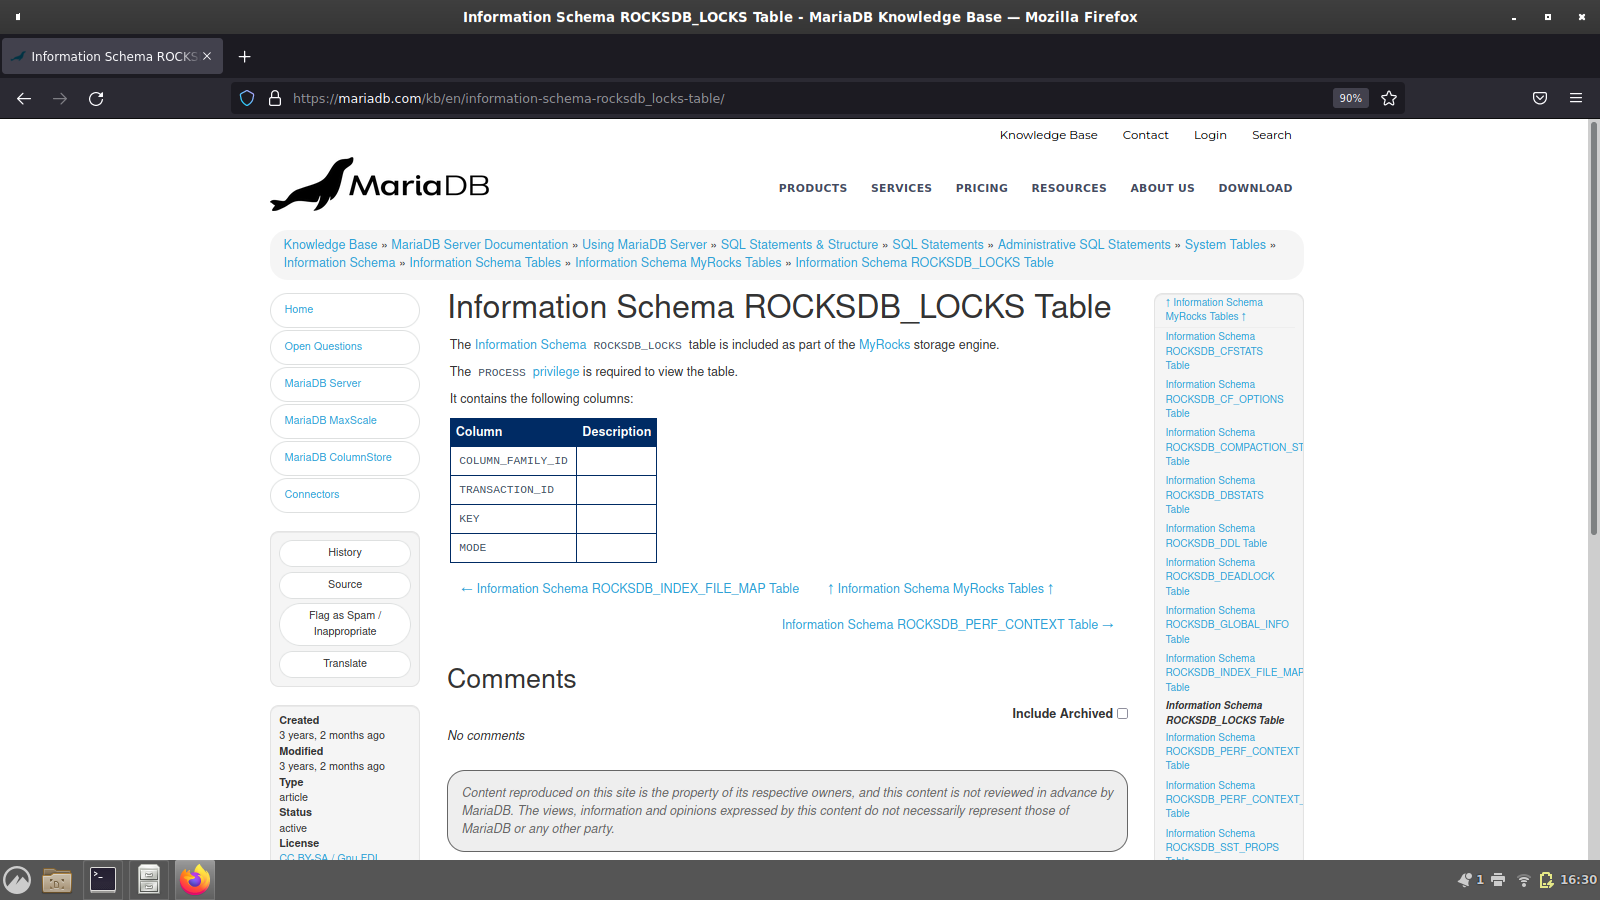 Information Schema ROCKSDB_LOCKS Table - MariaDB Knowledge Base — Mozilla Firefox
Information Schema ROCKS
https://mariadb.com/kb/en/information-schema-rocksdb_locks-table/
90%
Knowledge Base Contact Login Search
MariaDB
PRODUCTS SERVICES PRICING RESOURCES ABOUT US DOWNLOAD
Knowledge Base » MariaDB Server Documentation » Using MariaDB Server » SQL Statements & Structure » SQL Statements » Administrative SQL Statements » System Tables »
Information Schema » Information Schema Tables » Information Schema MyRocks Tables » Information Schema ROCKSDB_LOCKS Table
Home
Open Questions
MariaDB Server
MariaDB MaxScale
MariaDB ColumnStore
Connectors
History
Source
Flag as Spam /
Inappropriate
Translate
Created
3 years, 2 months ago
Modified
3 years, 2 months ago
Type
article
Status
active
License
CC BY-SA / Gnu FDL
Information Schema ROCKSDB_LOCKS Table
The Information Schema ROCKSDB_LOCKS table is included as part of the MyRocks storage engine.
The PROCESS privilege is required to view the table.
It contains the following columns:
Column Description
COLUMN_FAMILY_ID
TRANSACTION_ID
KEY
MODE
← Information Schema ROCKSDB_INDEX_FILE_MAP Table ↑ Information Schema MyRocks Tables ↑
Information Schema ROCKSDB_PERF_CONTEXT Table →
Comments
Include Archived
No comments
Content reproduced on this site is the property of its respective owners, and this content is not reviewed in advance by
MariaDB. The views, information and opinions expressed by this content do not necessarily represent those of
MariaDB or any other party.
↑ Information Schema
MyRocks Tables ↑
Information Schema
ROCKSDB_CFSTATS
Table
Information Schema
ROCKSDB_CF_OPTIONS
Table
Information Schema
ROCKSDB_COMPACTION_ST
Table
Information Schema
ROCKSDB_DBSTATS
Table
Information Schema
ROCKSDB_DDL Table
Information Schema
ROCKSDB_DEADLOCK
Table
Information Schema
ROCKSDB_GLOBAL_INFO
Table
Information Schema
ROCKSDB_INDEX_FILE_MAP
Table
Information Schema
ROCKSDB_LOCKS Table
Information Schema
ROCKSDB_PERF_CONTEXT
Table
Information Schema
ROCKSDB_PERF_CONTEXT_
Table
Information Schema
ROCKSDB_SST_PROPS
Table
1 16:30